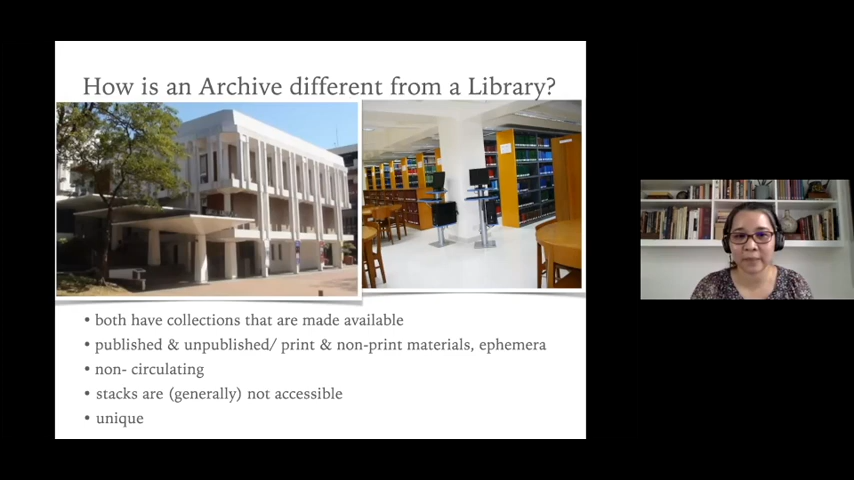 How is an Archive different from a Library?
• both have collections that are made available
• published & unpublished/ print & non-print materials, ephemera
• non- circulating
• stacks are (generally) not accessible
• unique